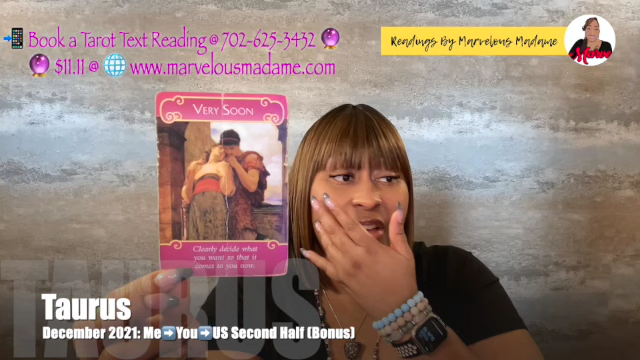 📲 Book a Tarot Text Reading @ 702-625-3432 🔮
🔮 $11.11 @ 🌐 www.marvelousmadame.com
Readings By Marvelous Madame
VERY SOON
Clearly decide what
you want so that it
comes to you now.
TAURUS
Taurus
December 2021: Me➡️You➡️US Second Half (Bonus)